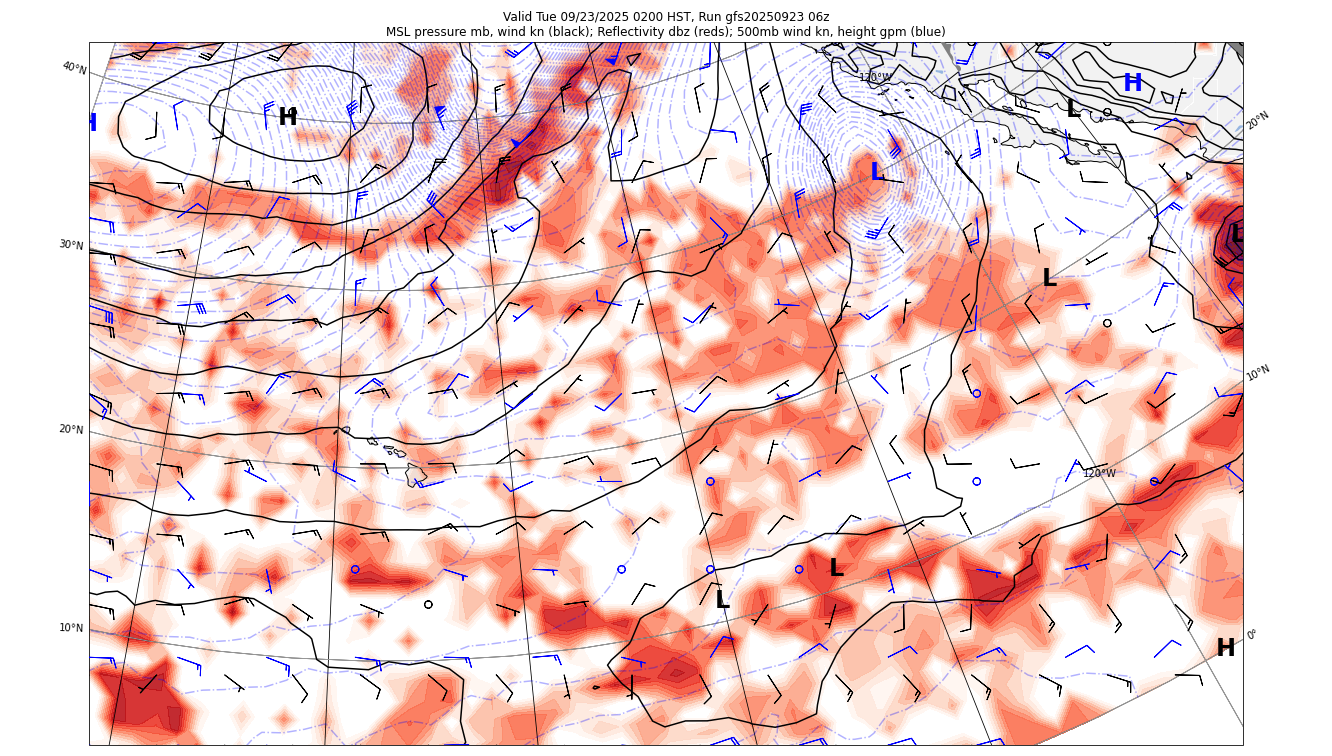 Valid Tue 09/23/2025 0200 HST, Run gfs20250923 06z
MSL pressure mb, wind kn (black); Reflectivity dbz (reds); 500mb wind kn, height gpm (blue)
40°N
120°W
H
L
20°N
H
H
L
30°N
L
L
10°N
20°N
120°W
L
L
10°N
0°
H